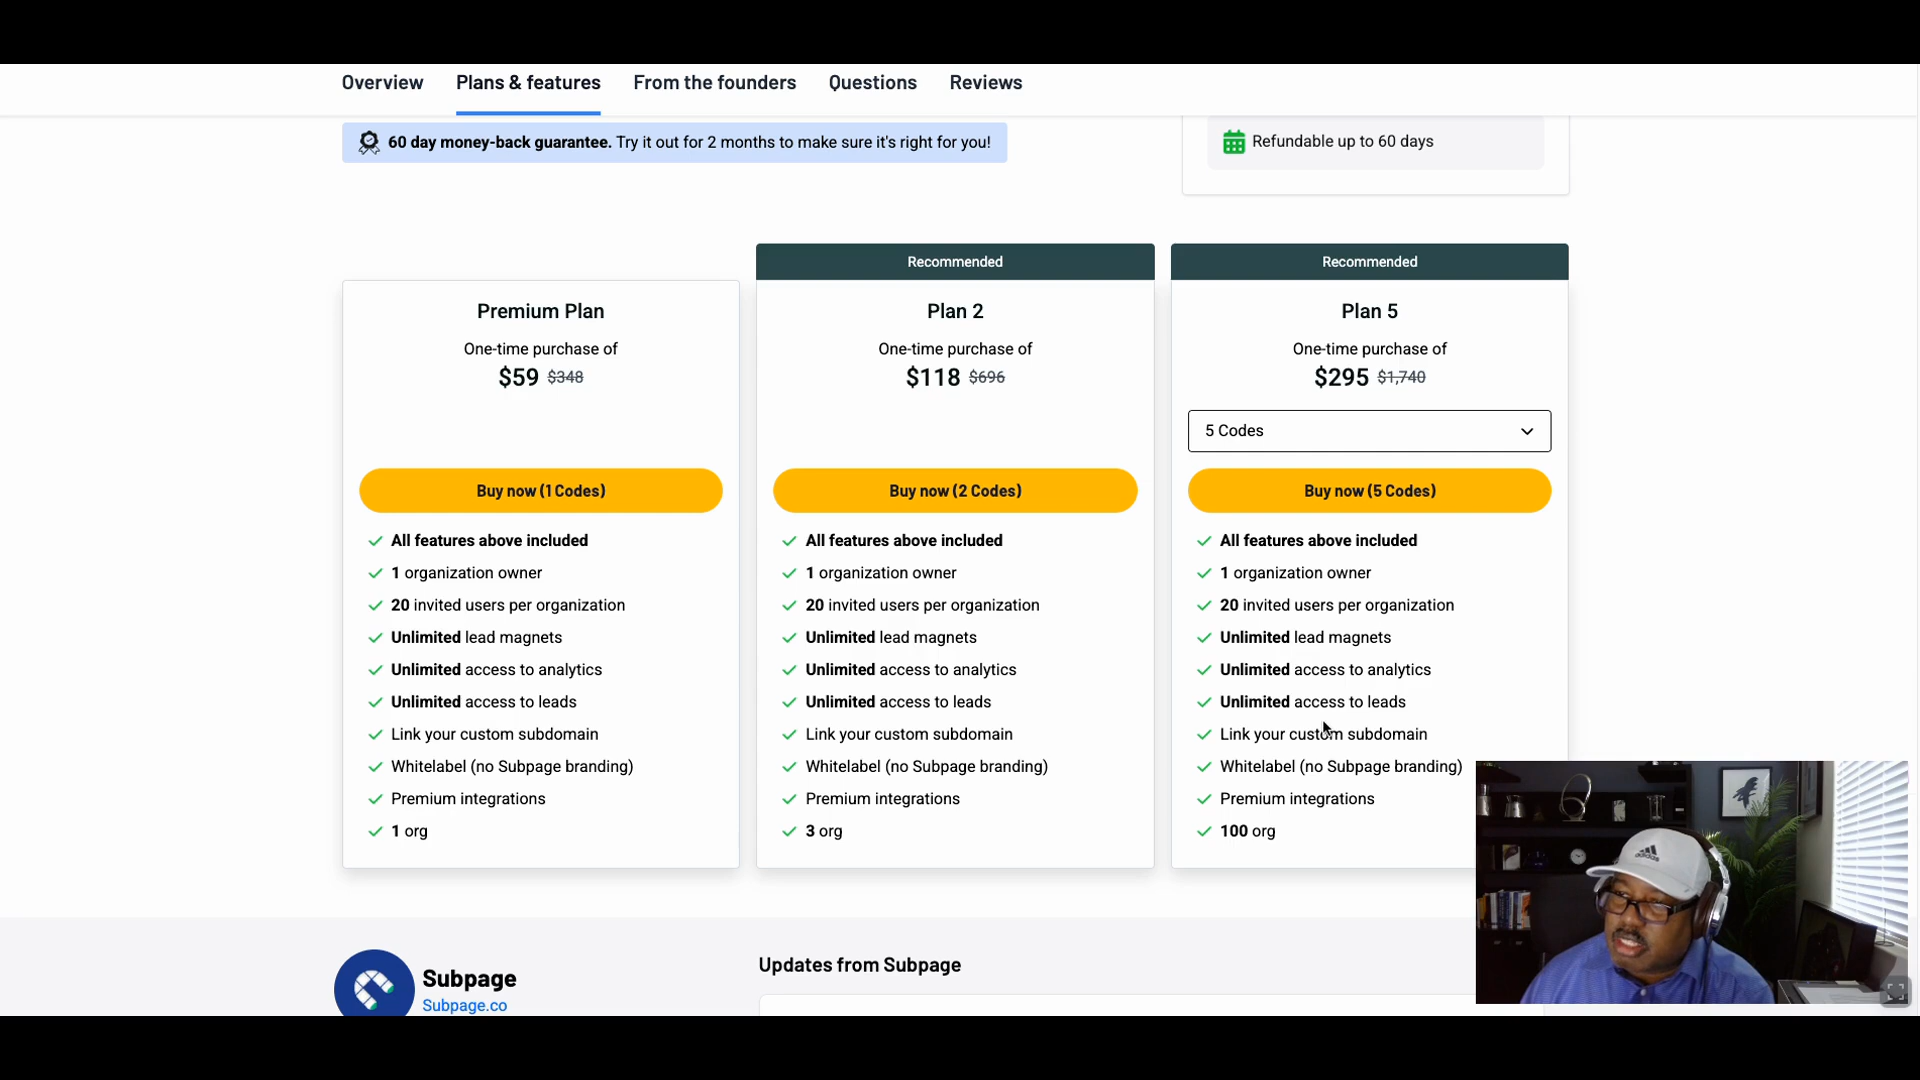 Overview Plans & features From the founders Questions Reviews
60 day money-back guarantee. Try it out for 2 months to make sure it's right for you!
Refundable up to 60 days
Premium Plan
One-time purchase of
$59 $348
Buy now (1 Codes)
All features above included
1 organization owner
20 invited users per organization
Unlimited lead magnets
Unlimited access to analytics
Unlimited access to leads
Link your custom subdomain
Whitelabel (no Subpage branding)
Premium integrations
1 org
Recommended
Plan 2
One-time purchase of
$118 $696
Buy now (2 Codes)
All features above included
1 organization owner
20 invited users per organization
Unlimited lead magnets
Unlimited access to analytics
Unlimited access to leads
Link your custom subdomain
Whitelabel (no Subpage branding)
Premium integrations
3 org
Recommended
Plan 5
One-time purchase of
$295 $1,740
5 Codes
Buy now (5 Codes)
All features above included
1 organization owner
20 invited users per organization
Unlimited lead magnets
Unlimited access to analytics
Unlimited access to leads
Link your custom subdomain
Whitelabel (no Subpage branding)
Premium integrations
100 org
Subpage
Subpage.co
Updates from Subpage
adidas